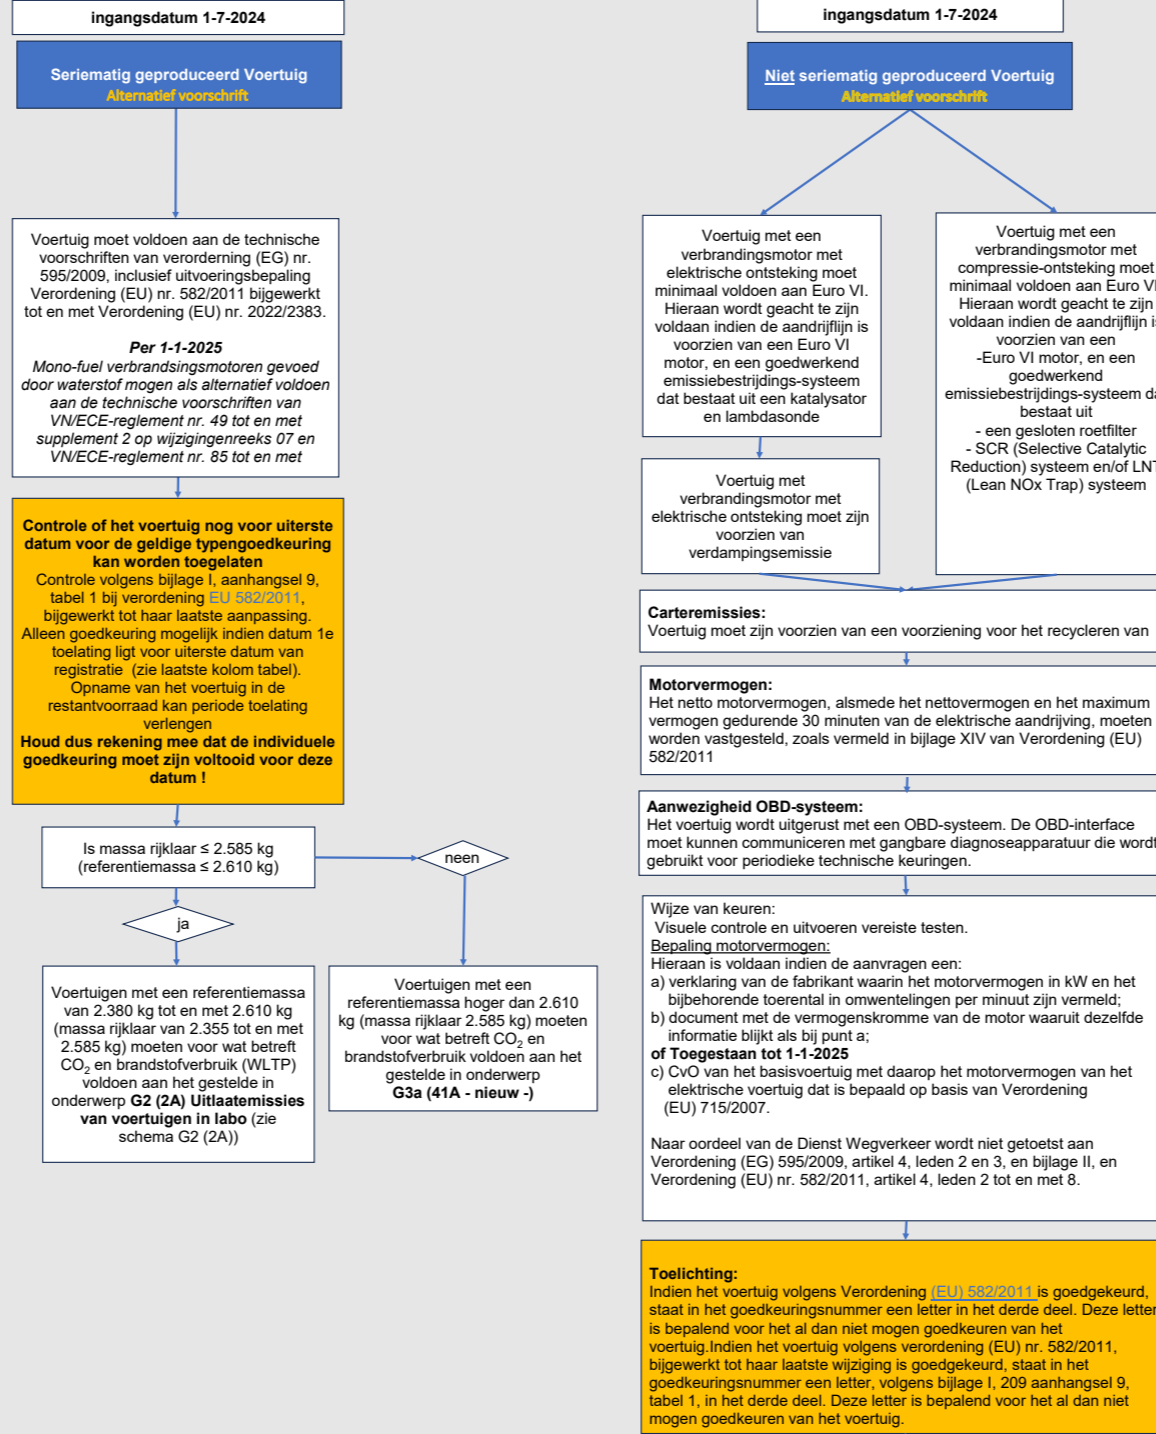 ingangsdatum 1-7-2024
Seriematig geproduceerd Voertuig
Alternatief voorschrift
Voertuig moet voldoen aan de technische
voorschriften van verorderning (EG) nr.
595/2009, inclusief uitvoeringsbepaling
Verordening (EU) nr. 582/2011 bijgewerkt
tot en met Verordening (EU) nr. 2022/2383.
Per 1-1-2025
Mono-fuel verbrandsingsmotoren gevoed
door waterstof mogen als alternatief voldoen
aan de technische voorschriften van
VN/ECE-reglement nr. 49 tot en met
supplement 2 op wijzigingenreeks 07 en
VN/ECE-reglement nr. 85 tot en met
Controle of het voertuig nog voor uiterste
datum voor de geldige typengoedkeuring
kan worden toegelaten
Controle volgens bijlage I, aanhangsel 9,
tabel 1 bij verordening EU 582/2011,
bijgewerkt tot haar laatste aanpassing.
Alleen goedkeuring mogelijk indien datum 1e
toelating ligt voor uiterste datum van
registratie (zie laatste kolom tabel).
Opname van het voertuig in de
restantvoorraad kan periode toelating
verlengen
Houd dus rekening mee dat de individuele
goedkeuring moet zijn voltooid voor deze
datum !
Is massa rijklaar ≤ 2.585 kg
(referentiemassa ≤ 2.610 kg)
neen
ja
Voertuigen met een referentiemassa
van 2.380 kg tot en met 2.610 kg
(massa rijklaar van 2.355 tot en met
2.585 kg) moeten voor wat betreft
CO2 en brandstofverbruik (WLTP)
voldoen aan het gestelde in
onderwerp G2 (2A) Uitlaatemissies
van voertuigen in labo (zie
schema G2 (2A))
Voertuigen met een
referentiemassa hoger dan 2.610
kg (massa rijklaar 2.585 kg) moeten
voor wat betreft CO2 en
brandstofverbruik voldoen aan het
gestelde in onderwerp
G3a (41A - nieuw -)
ingangsdatum 1-7-2024
Niet seriematig geproduceerd Voertuig
Alternatief voorschrift
Voertuig met een
verbrandingsmotor met
elektrische ontsteking moet
minimaal voldoen aan Euro VI.
Hieraan wordt geacht te zijn
voldaan indien de aandrijflijn is
voorzien van een Euro VI
motor, en een goedwerkend
emissiebestrijdings-systeem
dat bestaat uit een katalysator
en lambdasonde
Voertuig met
verbrandingsmotor met
elektrische ontsteking moet zijn
voorzien van
verdampingsemissie
Voertuig met een
verbrandingsmotor met
compressie-ontsteking moet
minimaal voldoen aan Euro VI
Hieraan wordt geacht te zijn
voldaan indien de aandrijflijn is
voorzien van een
-Euro VI motor, en een
goedwerkend
emissiebestrijdings-systeem da
bestaat uit
- een gesloten roetfilter
- SCR (Selective Catalytic
Reduction) systeem en/of LNT
(Lean NOx Trap) systeem
Carteremissies:
Voertuig moet zijn voorzien van een voorziening voor het recycleren van
Motorvermogen:
Het netto motorvermogen, alsmede het nettovermogen en het maximum
vermogen gedurende 30 minuten van de elektrische aandrijving, moeten
worden vastgesteld, zoals vermeld in bijlage XIV van Verordening (EU)
582/2011
Aanwezigheid OBD-systeem:
Het voertuig wordt uitgerust met een OBD-systeem. De OBD-interface
moet kunnen communiceren met gangbare diagnoseapparatuur die wordt
gebruikt voor periodieke technische keuringen.
Wijze van keuren:
Visuele controle en uitvoeren vereiste testen.
Bepaling motorvermogen:
Hieraan is voldaan indien de aanvragen een:
a) verklaring van de fabrikant waarin het motorvermogen in kW en het
bijbehorende toerental in omwentelingen per minuut zijn vermeld;
b) document met de vermogenskromme van de motor waaruit dezelfde
informatie blijkt als bij punt a;
of Toegestaan tot 1-1-2025
c) CvO van het basisvoertuig met daarop het motorvermogen van het
elektrische voertuig dat is bepaald op basis van Verordening
(EU) 715/2007.
Naar oordeel van de Dienst Wegverkeer wordt niet getoetst aan
Verordening (EG) 595/2009, artikel 4, leden 2 en 3, en bijlage II, en
Verordening (EU) nr. 582/2011, artikel 4, leden 2 tot en met 8.
Toelichting:
Indien het voertuig volgens Verordening (EU) 582/2011 is goedgekeurd,
staat in het goedkeuringsnummer een letter in het derde deel. Deze letter
is bepalend voor het al dan niet mogen goedkeuren van het
voertuig.Indien het voertuig volgens verordening (EU) nr. 582/2011,
bijgewerkt tot haar laatste wijziging is goedgekeurd, staat in het
goedkeuringsnummer een letter, volgens bijlage I, 209 aanhangsel 9,
tabel 1, in het derde deel. Deze letter is bepalend voor het al dan niet
mogen goedkeuren van het voertuig.